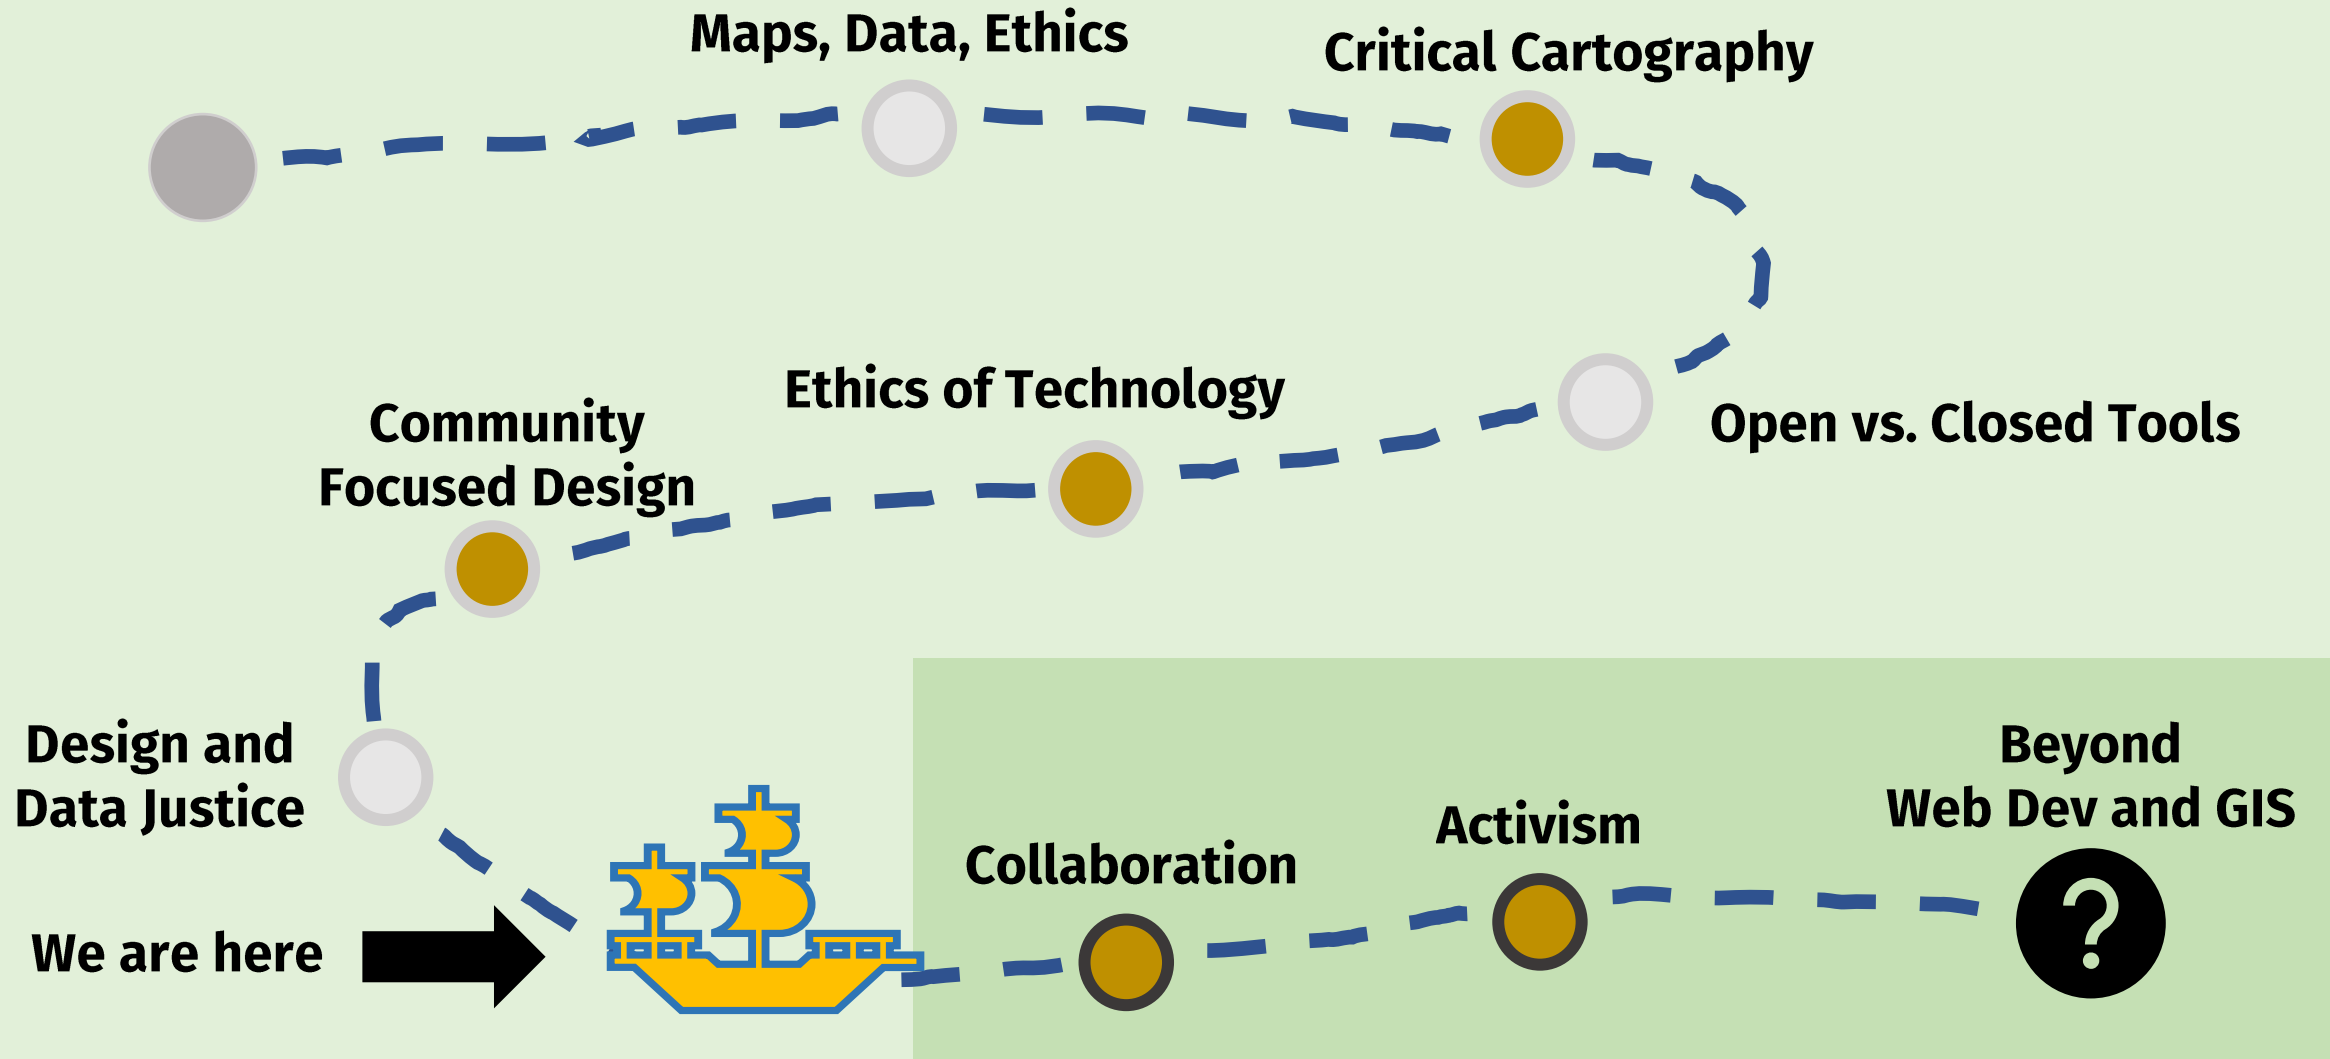 Maps, Data, Ethics
Critical Cartography
Open vs. Closed Tools
Ethics of Technology
Community
Focused Design
Design and
Data Justice
We are here
Collaboration
Activism
Beyond
Web Dev and GIS
?